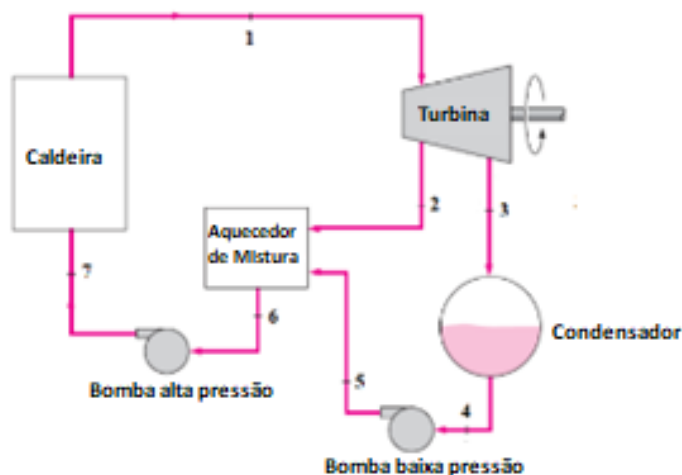 1
Turbina
Caldeira
2
3
Aquecedor
de Mistura
7
6
Condensador
5
4
Bomba alta pressão
Bomba baixa pressão